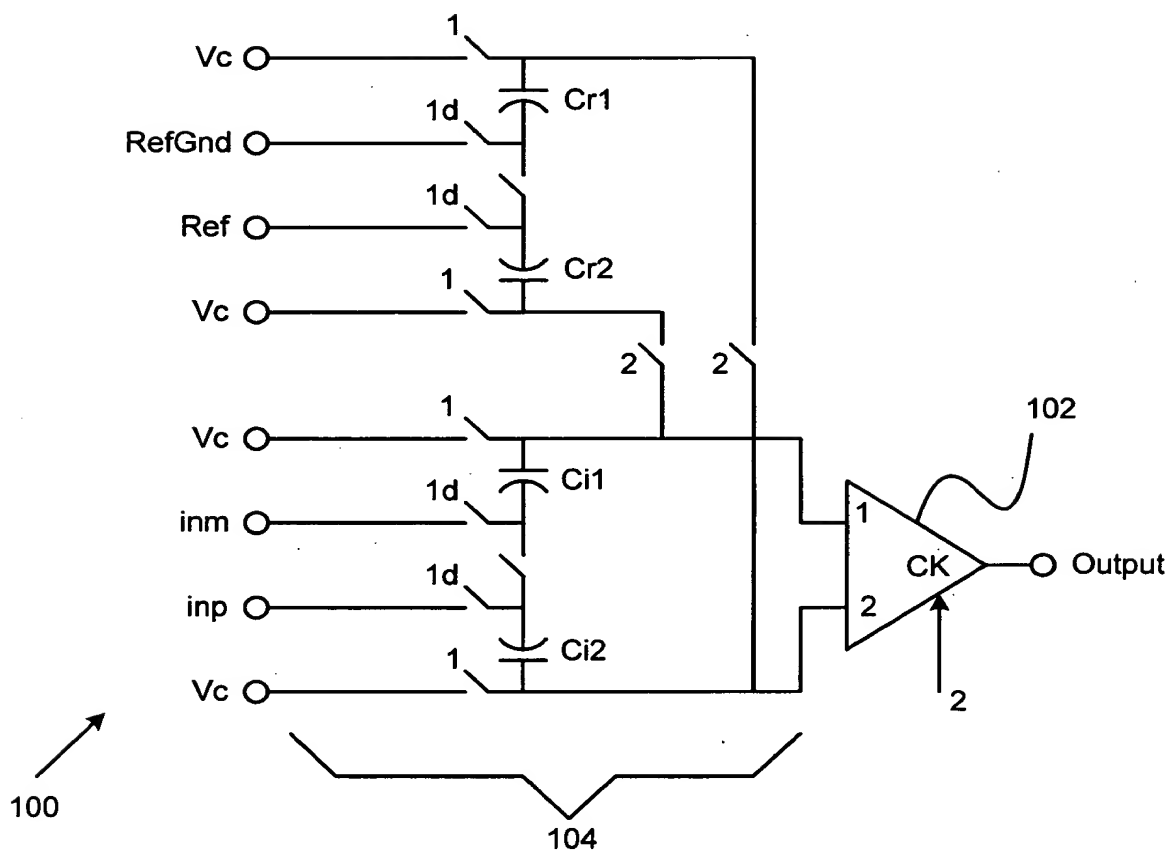 1
Vc
Cr1
1d
RefGnd
1d
Ref
Cr2
1
Vc
2
2
1
Vc
102
Ci1
1d
inm
1
CK
Output
1d
inp
2
Ci2
1
Vc
2
100
104